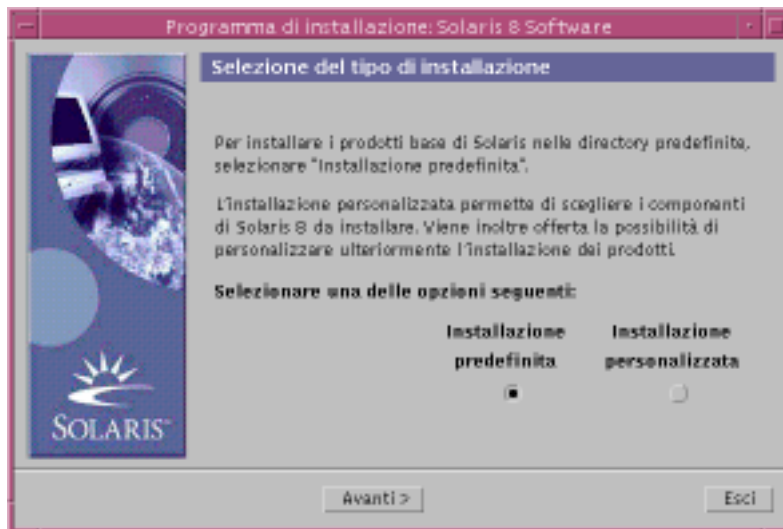 Programma di installazione: Solaris 8 Software
Selezione del tipo di installazione
Per installare i prodotti base di Solaris nelle directory predefinite,
selezionare "Installazione predefinita".
L'installazione personalizzata permette di scegliere i componenti
di Solaris 8 da installare. Viene inoltre offerta la possibilità di
personalizzare ulteriormente l'installazione dei prodotti.
Selezionare una delle opzioni seguenti:
Installazione
predefinita
Installazione
personalizzata
SOLARIS™
Avanti >
Esci